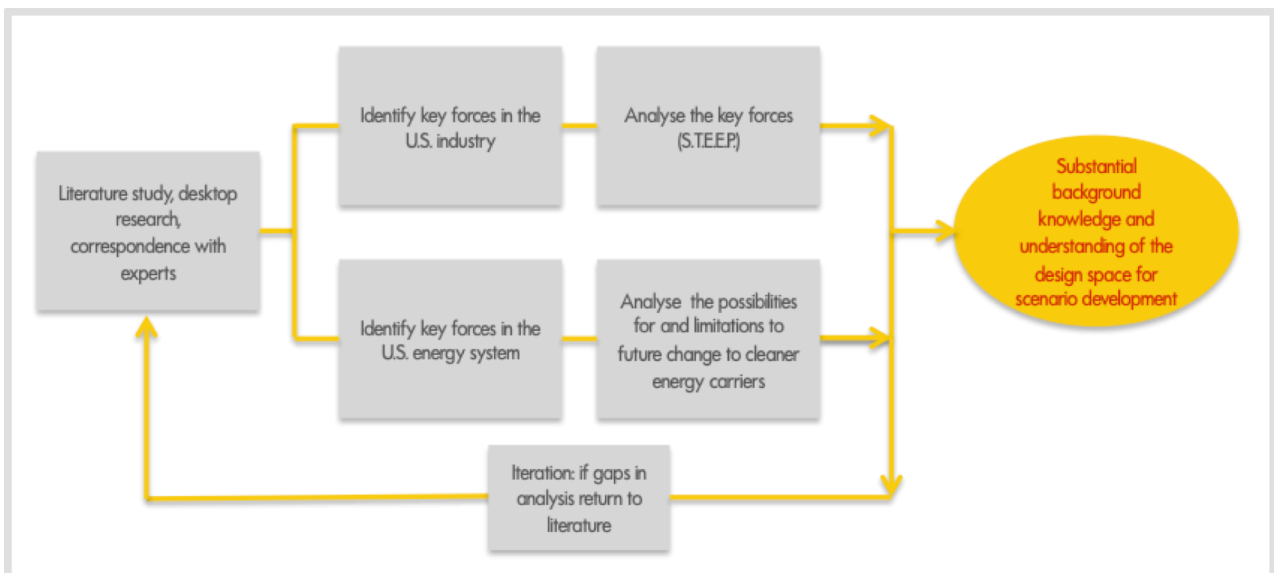 Literature study, desktop
research,
correspondence with
experts
Identify key forces in the
U.S. industry
Analyse the key forces
(S.T.E.E.P.)
Identify key forces in the
U.S. energy system
Analyse the possibilities
for and limitations to
future change to cleaner
energy carriers
Iteration: if gaps in
analysis return to
literature
Substantial
background
knowledge and
understanding of the
design space for
scenario development